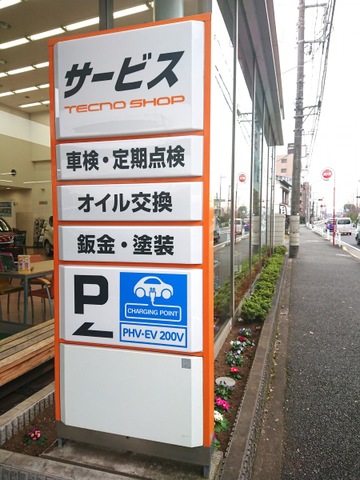 サービス
TECNO SHOP
車検・定期点検
オイル交換
鈑金・塗装
P
CHARGING POINT
PHV・EV 200V